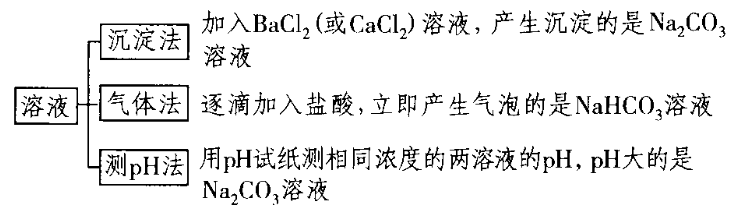 溶液
沉淀法
加入BaCl₂(或CaCl₂)溶液, 产生沉淀的是Na₂CO₃
溶液
气体法
逐滴加入盐酸, 立即产生气泡的是NaHCO₃溶液
测pH法
用pH试纸测相同浓度的两溶液的pH, pH大的是
Na₂CO₃溶液